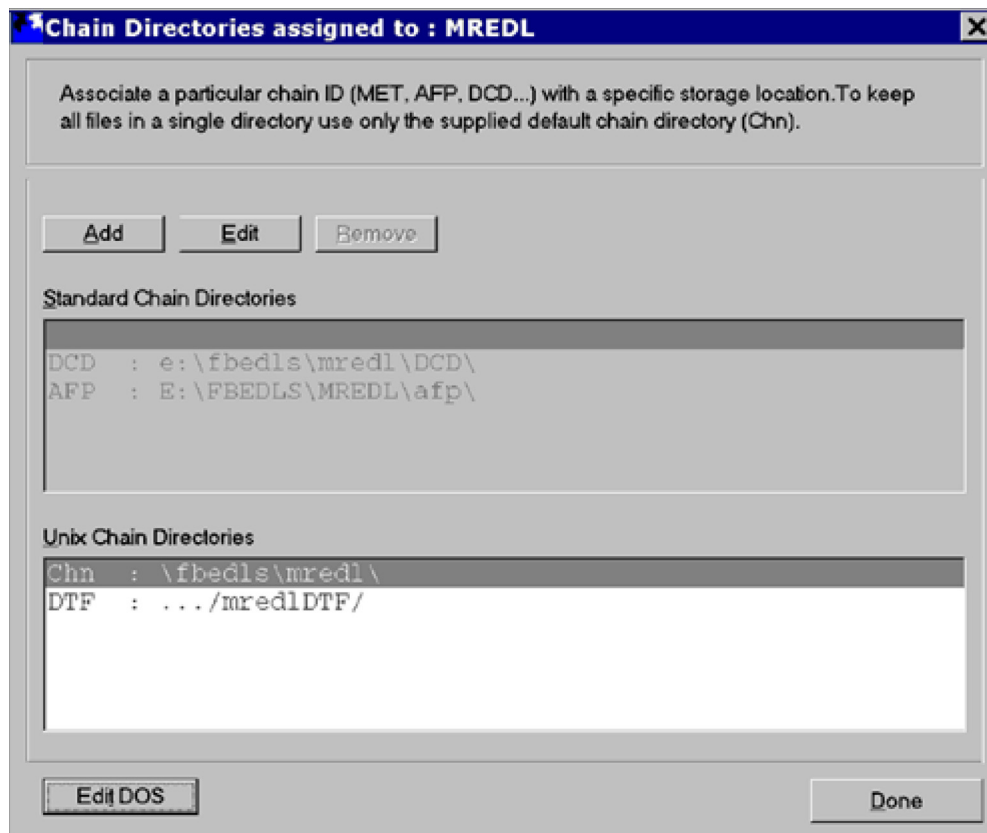 Chain Directories assigned to : MREDL
Associate a particular chain ID (MET, AFP, DCD...) with a specific storage location.To keep
all files in a single directory use only the supplied default chain directory (Chn).
Add Edit Remove
Standard Chain Directories
DCD : e:\fbedls\mredl\DCD\
AFP : E:\FBEDLS\MREDL\afp\
Unix Chain Directories
Chn : \fbedls\mredl\
DTF : .../mredlDTF/
Edit DOS Done